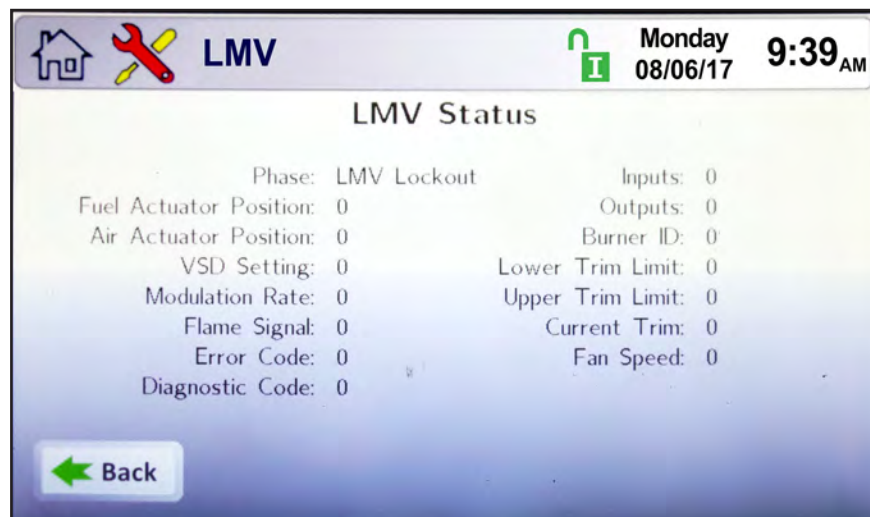 LMV
Monday
08/06/17
9:39 AM
I
LMV Status
Phase: LMV Lockout
Fuel Actuator Position: 0
Air Actuator Position: 0
VSD Setting: 0
Modulation Rate: 0
Flame Signal: 0
Error Code: 0
Diagnostic Code: 0
Inputs: 0
Outputs: 0
Burner ID: 0
Lower Trim Limit: 0
Upper Trim Limit: 0
Current Trim: 0
Fan Speed: 0
Back